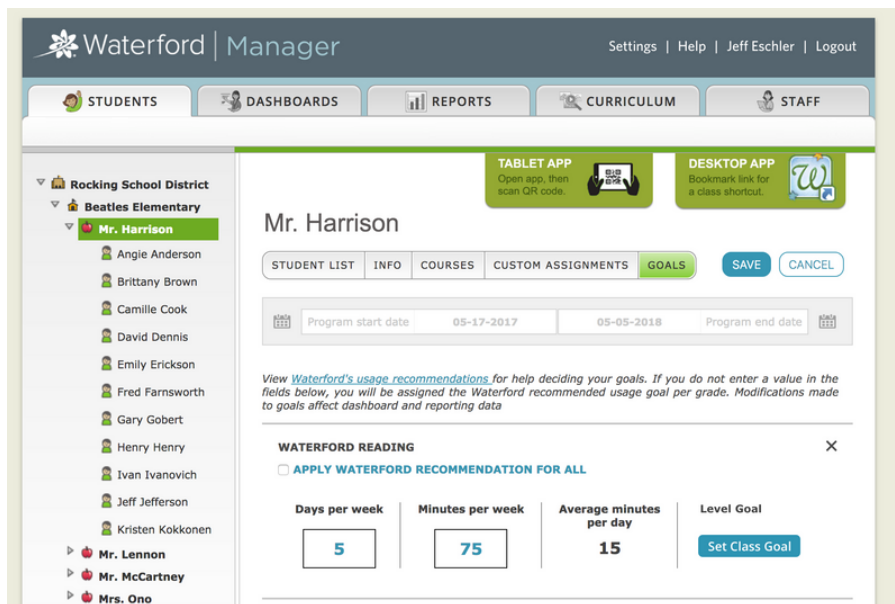 Waterford | Manager
Settings | Help | Jeff Eschler | Logout
STUDENTS
DASHBOARDS
REPORTS
CURRICULUM
STAFF
Rocking School District
Beatles Elementary
Mr. Harrison
Angie Anderson
Brittany Brown
Camille Cook
David Dennis
Emily Erickson
Fred Farnsworth
Gary Gobert
Henry Henry
Ivan Ivanovich
Jeff Jefferson
Kristen Kokkonen
Mr. Lennon
Mr. McCartney
Mrs. Ono
TABLET APP
Open app, then
scan QR code.
DESKTOP APP
Bookmark link for
a class shortcut.
W
Mr. Harrison
STUDENT LIST
INFO
COURSES
CUSTOM ASSIGNMENTS
GOALS
SAVE
CANCEL
Program start date 05-17-2017
05-05-2018 Program end date
View Waterford's usage recommendations for help deciding your goals. If you do not enter a value in the
fields below, you will be assigned the Waterford recommended usage goal per grade. Modifications made
to goals affect dashboard and reporting data
WATERFORD READING
APPLY WATERFORD RECOMMENDATION FOR ALL
Days per week
5
Minutes per week
75
Average minutes
per day
15
Level Goal
Set Class Goal